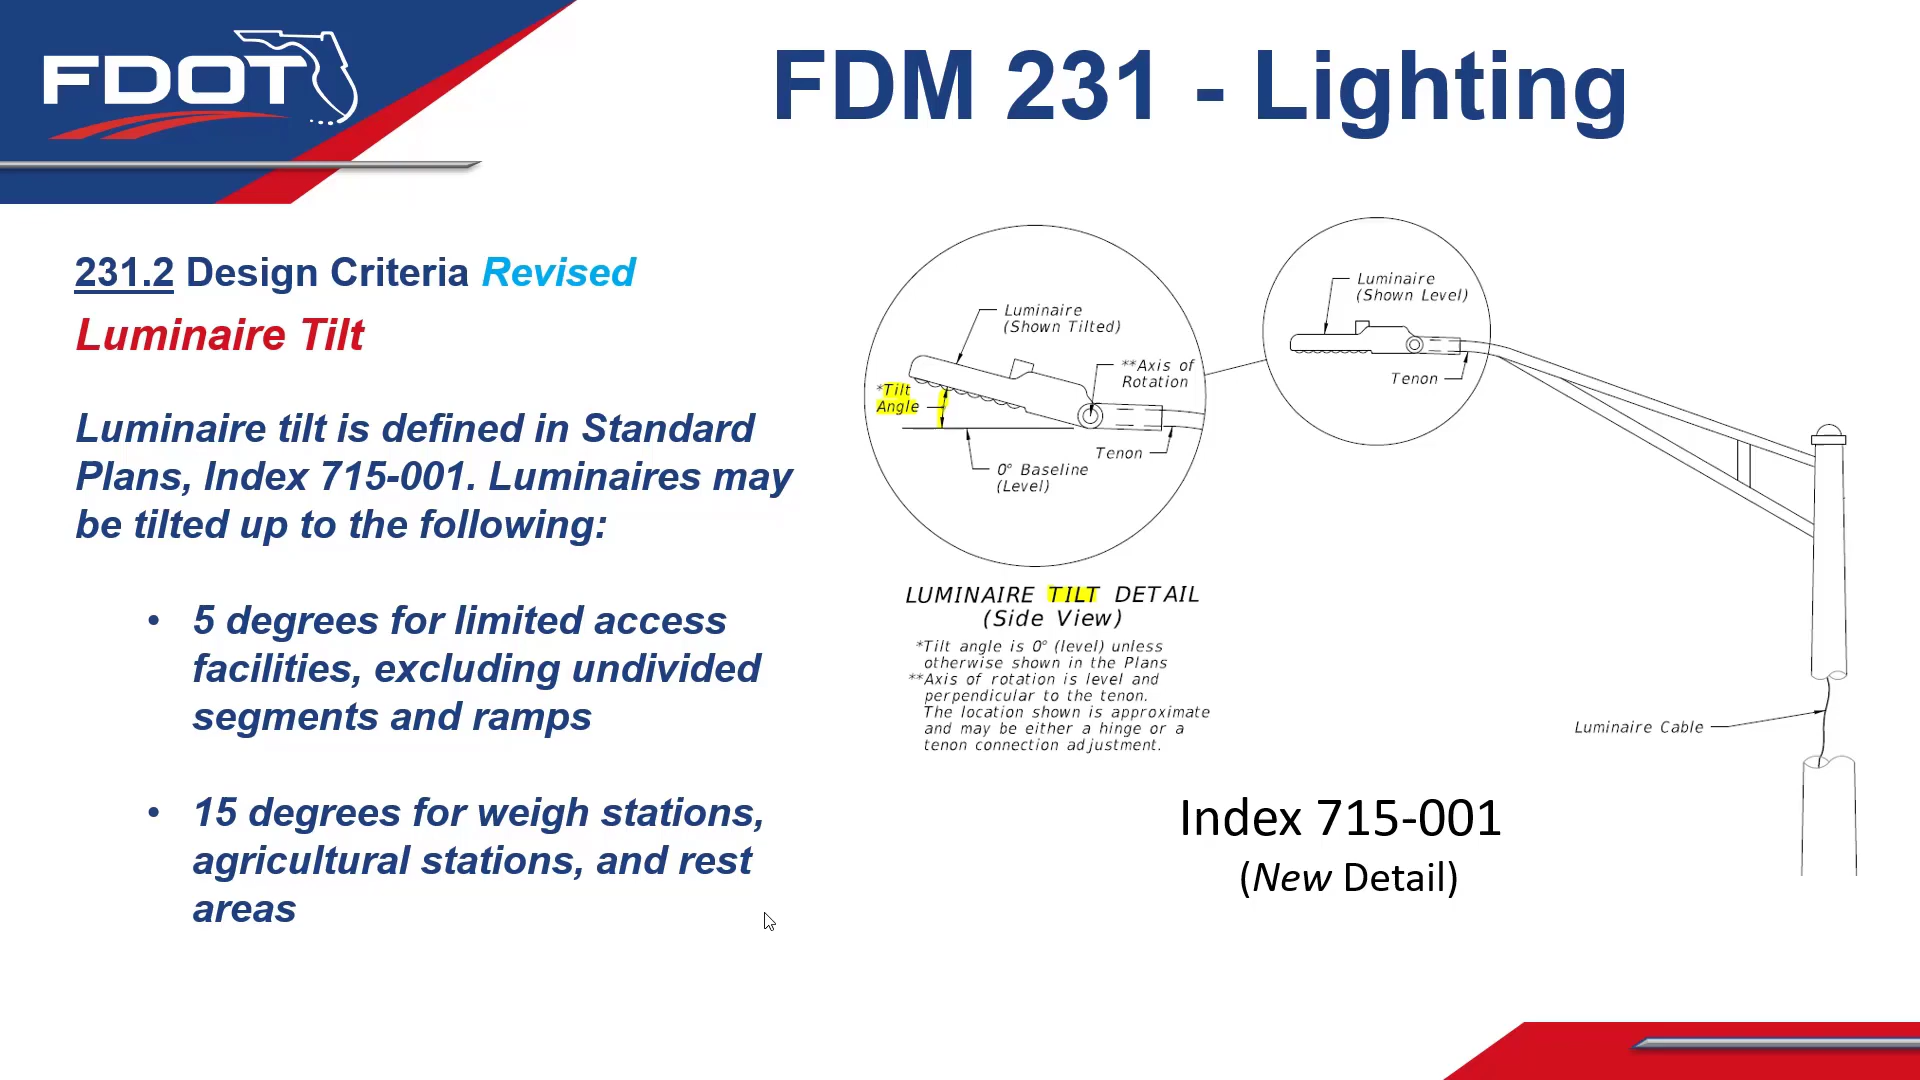 FDOT
FDM 231 - Lighting
231.2 Design Criteria Revised
Luminaire Tilt
Luminaire tilt is defined in Standard
Plans, Index 715-001. Luminaires may
be tilted up to the following:
• 5 degrees for limited access
facilities, excluding undivided
segments and ramps
• 15 degrees for weigh stations,
agricultural stations, and rest
areas
Luminaire
(Shown Tilted)
**Axis of
Rotation
*Tilt
Angle
Tenon
0° Baseline
(Level)
Luminaire
(Shown Level)
Tenon
LUMINAIRE TILT DETAIL
(Side View)
*Tilt angle is 0° (level) unless
otherwise shown in the Plans
**Axis of rotation is level and
perpendicular to the tenon.
The location shown is approximate
and may be either a hinge or a
tenon connection adjustment.
Luminaire Cable
Index 715-001
(New Detail)